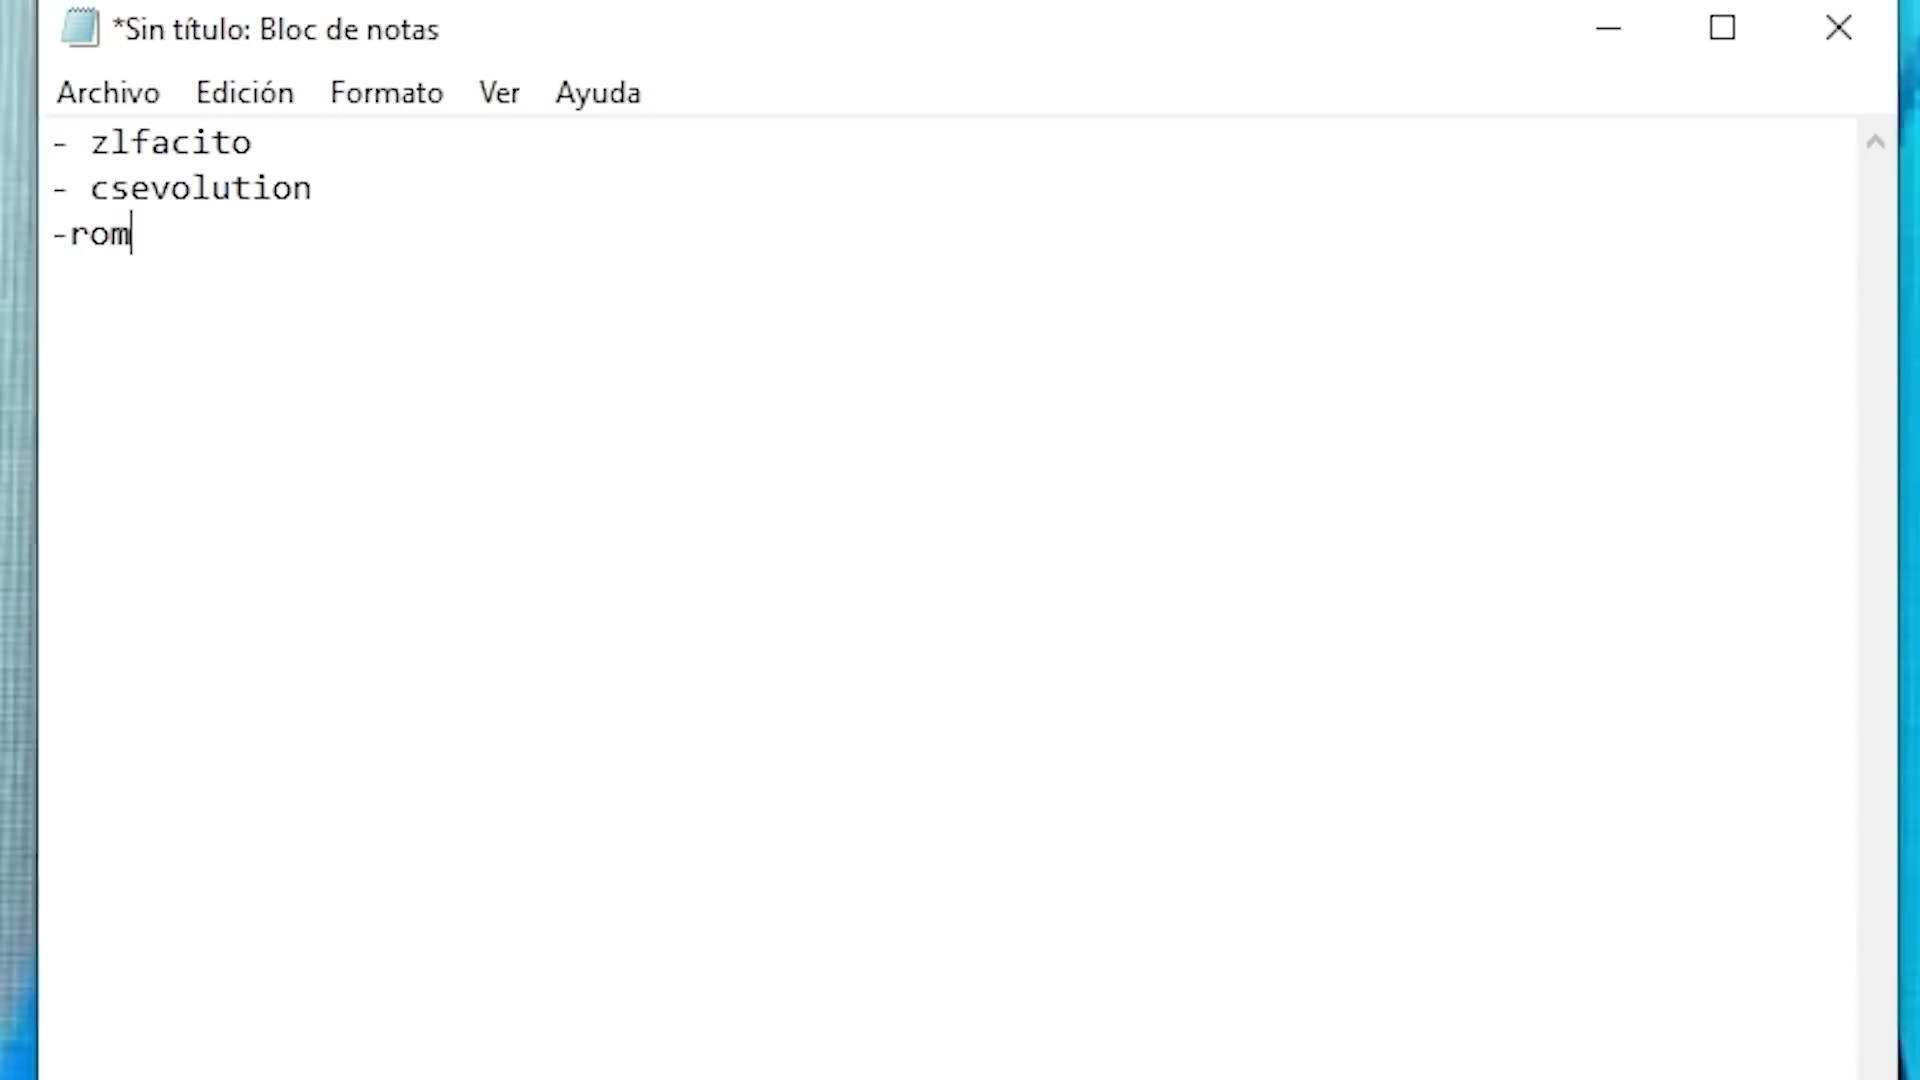 *Sin título: Bloc de notas
Archivo Edición Formato Ver Ayuda
- zlfacito
- csevolution
-rom